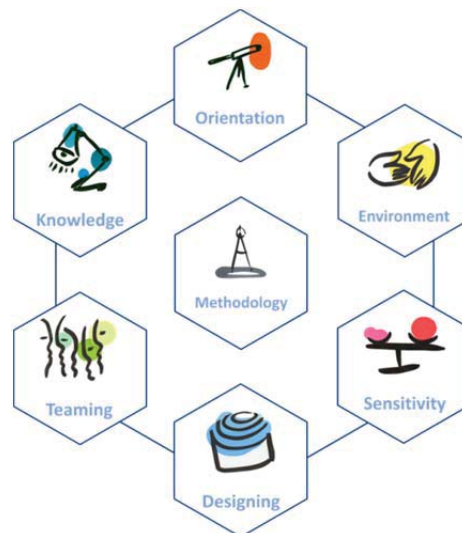 Orientation
Knowledge
Environment
Methodology
Teaming
Sensitivity
Designing